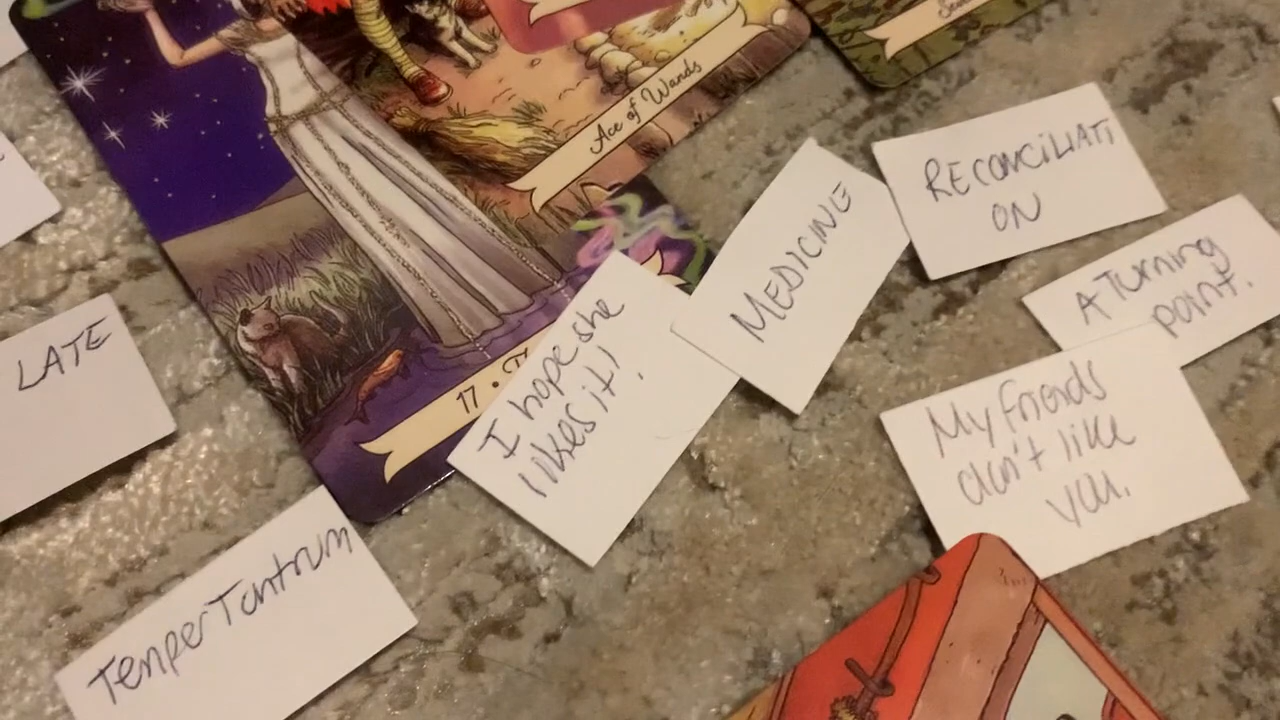 Ace of Wands
RECONCILIATI
ON
MEDICINE
A Turning
point.
I hope she
likes it!
17 •
LATE
My friends
don't like
you.
Temper Tantrum